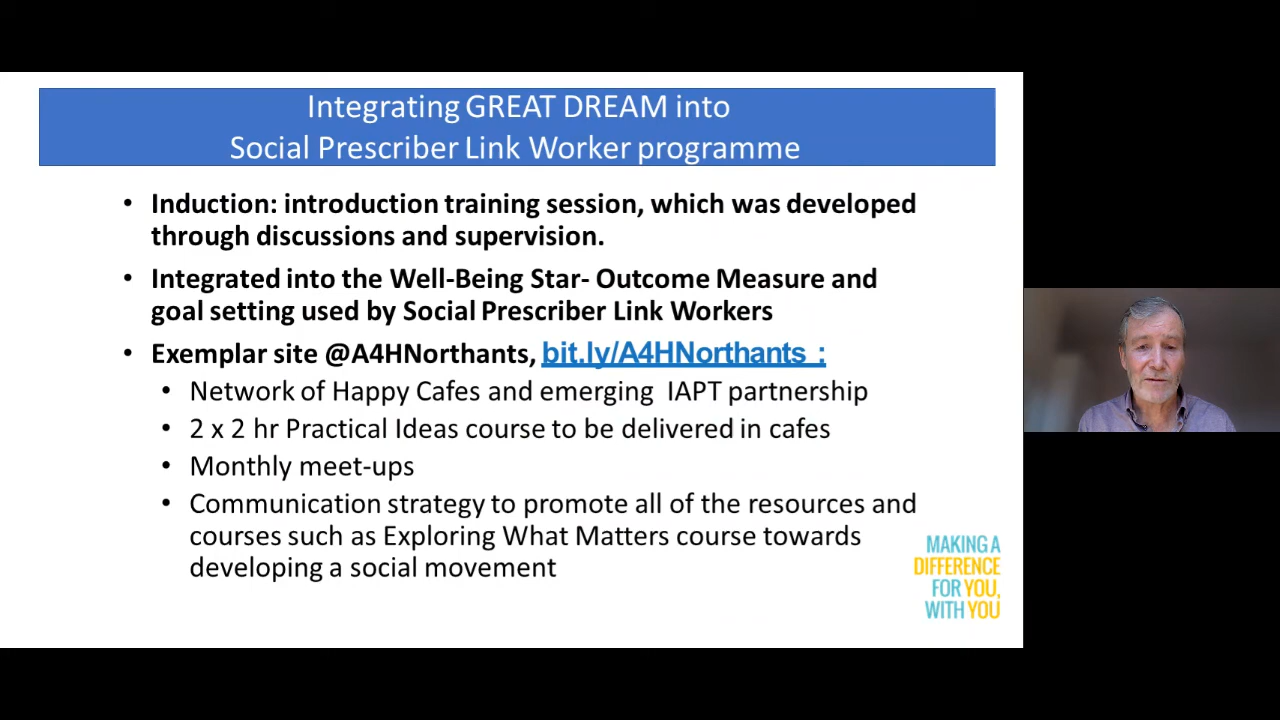 Integrating GREAT DREAM into
Social Prescriber Link Worker programme
• Induction: introduction training session, which was developed
through discussions and supervision.
• Integrated into the Well-Being Star- Outcome Measure and
goal setting used by Social Prescriber Link Workers
• Exemplar site @A4HNorthants, bit.ly/A4HNorthants :
• Network of Happy Cafes and emerging IAPT partnership
• 2 x 2 hr Practical Ideas course to be delivered in cafes
• Monthly meet-ups
• Communication strategy to promote all of the resources and
courses such as Exploring What Matters course towards
developing a social movement
MAKING A
DIFFERENCE
FOR YOU,
WITH YOU